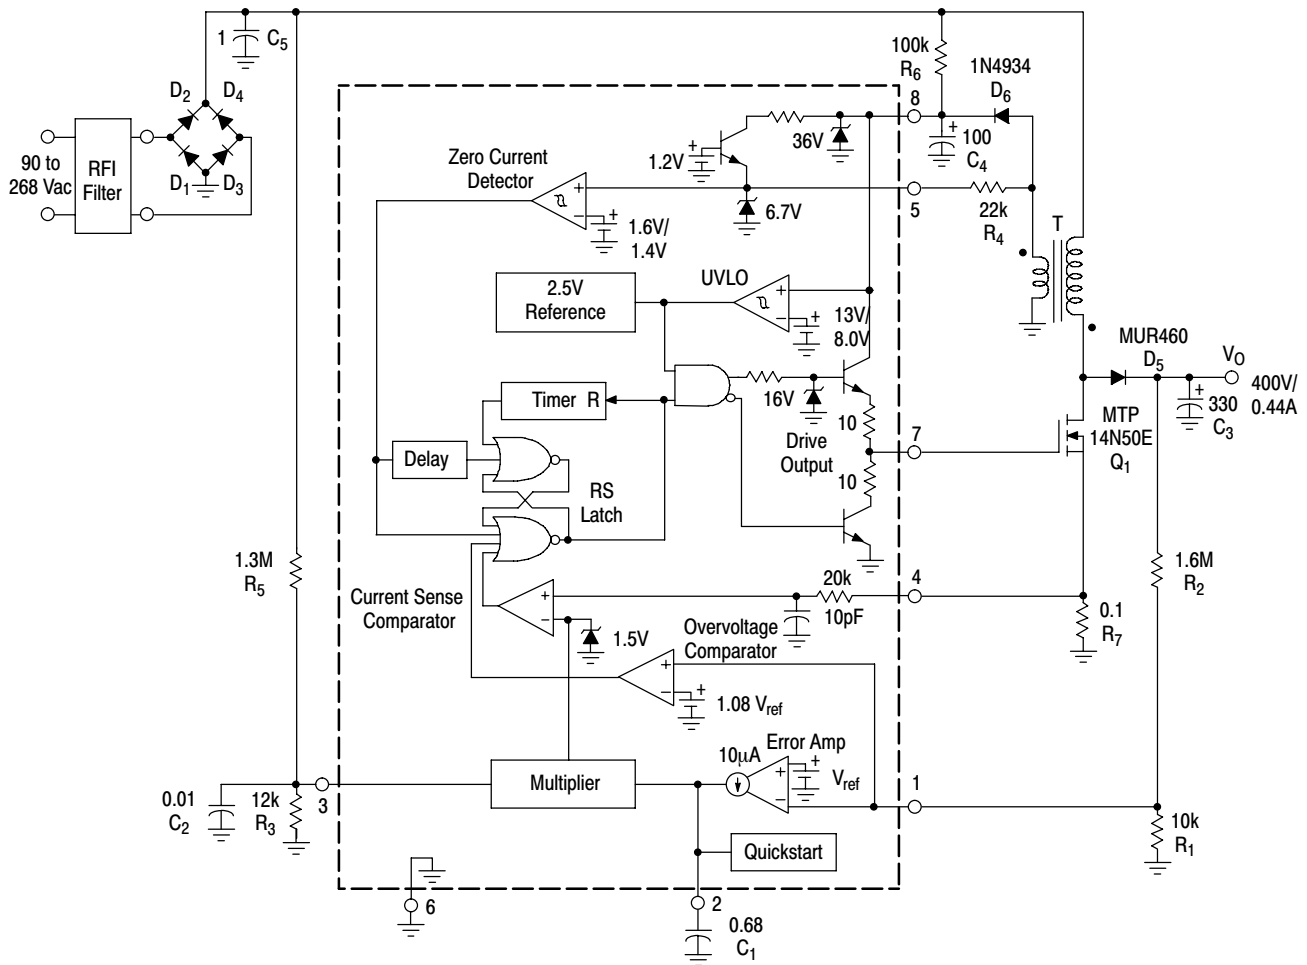 1
C5
D2
D4
D1
D3
90 to
268 Vac
RFI
Filter
100k
R6
1N4934
D6
8
100
C4
36V
1.2V
Zero Current
Detector
6.7V
1.6V/
1.4V
5
22k
R4
T
2.5V
Reference
UVLO
13V/
8.0V
MUR460
D5
VO
400V/
0.44A
330
C3
MTP
14N50E
Q1
Timer R
16V
10
Drive
Output
10
7
Delay
RS
Latch
1.3M
R5
1.6M
R2
20k
10pF
4
0.1
R7
Current Sense
Comparator
1.5V
Overvoltage
Comparator
1.08 Vref
10μA
Error Amp
Vref
1
Multiplier
0.01
C2
12k
R3
3
Quickstart
10k
R1
6
2
0.68
C1